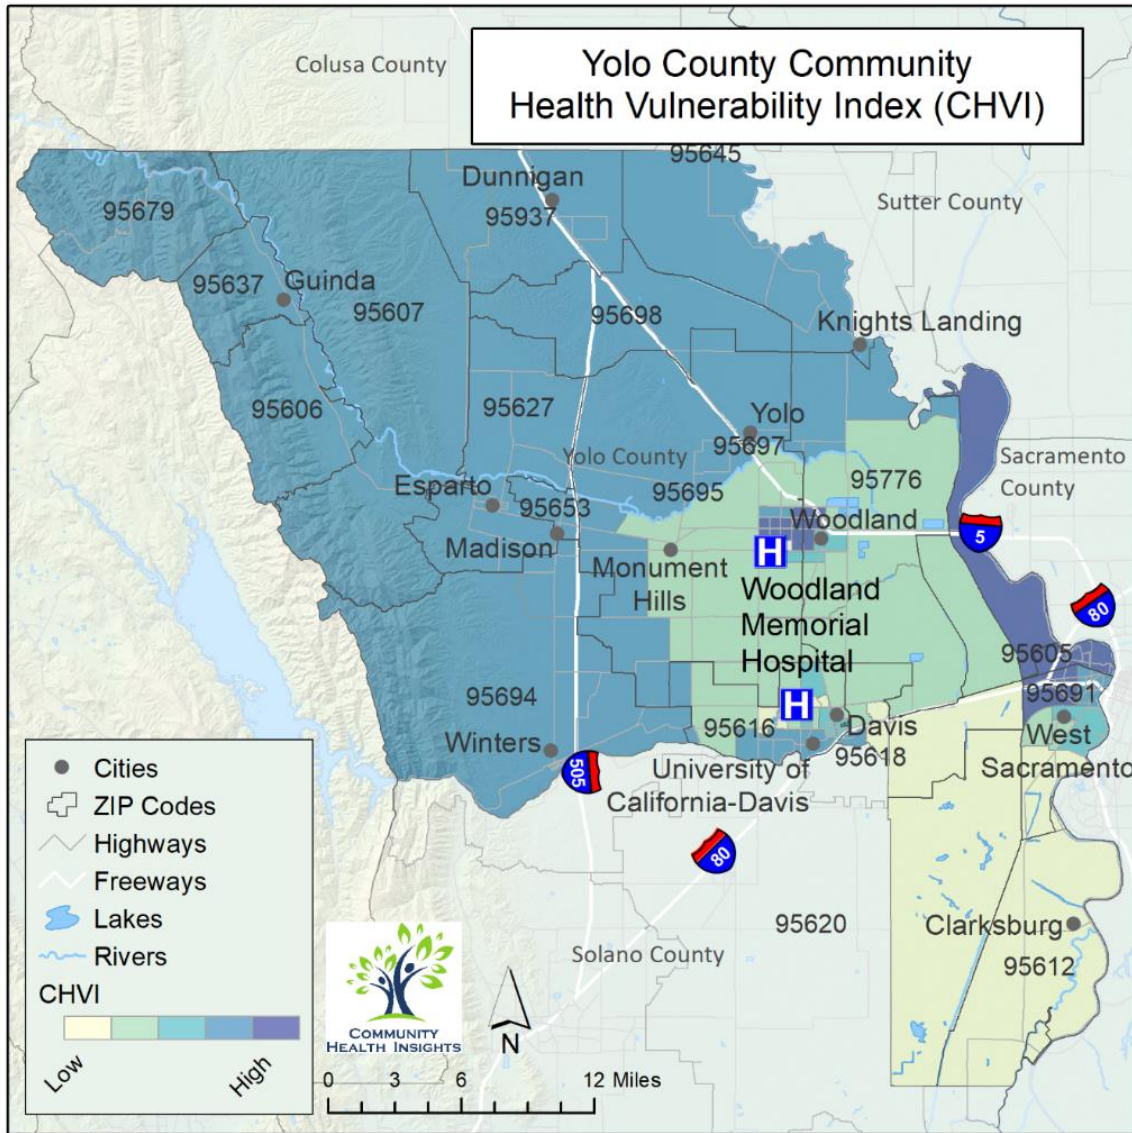 Yolo County Community
Health Vulnerability Index (CHVI)
Colusa County
95645
Dunnigan
95937
Sutter County
95679
95637
Guinda
95607
95698
Knights Landing
95606
95627
Yolo
95697
Yolo County
Sacramento
County
Esparto
95695
95776
95653
Woodland
5
Madison
H
Monument
Hills
Woodland
Memorial
Hospital
80
95605
95694
95691
H
95616
Davis
West
Sacramento
Winters
95618
505
University of
California-Davis
80
95620
Clarksburg
Solano County
95612
Cities
ZIP Codes
Highways
Freeways
Lakes
Rivers
CHVI
Low
High
COMMUNITY
HEALTH INSIGHTS
N
0 3 6 12 Miles